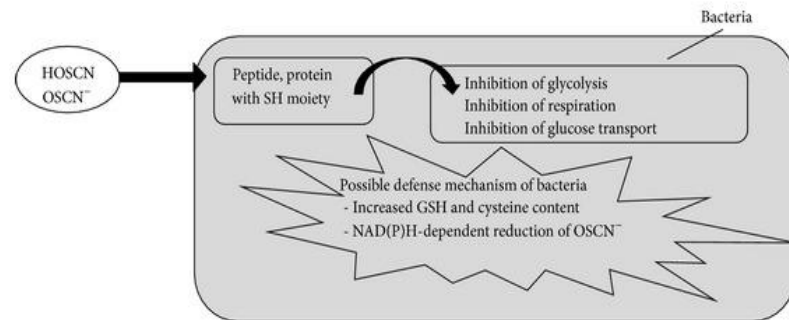 Bacteria
HOSCN
OSCN⁻
Peptide, protein
with SH moiety
Inhibition of glycolysis
Inhibition of respiration
Inhibition of glucose transport
Possible defense mechanism of bacteria
- Increased GSH and cysteine content
- NAD(P)H-dependent reduction of OSCN⁻